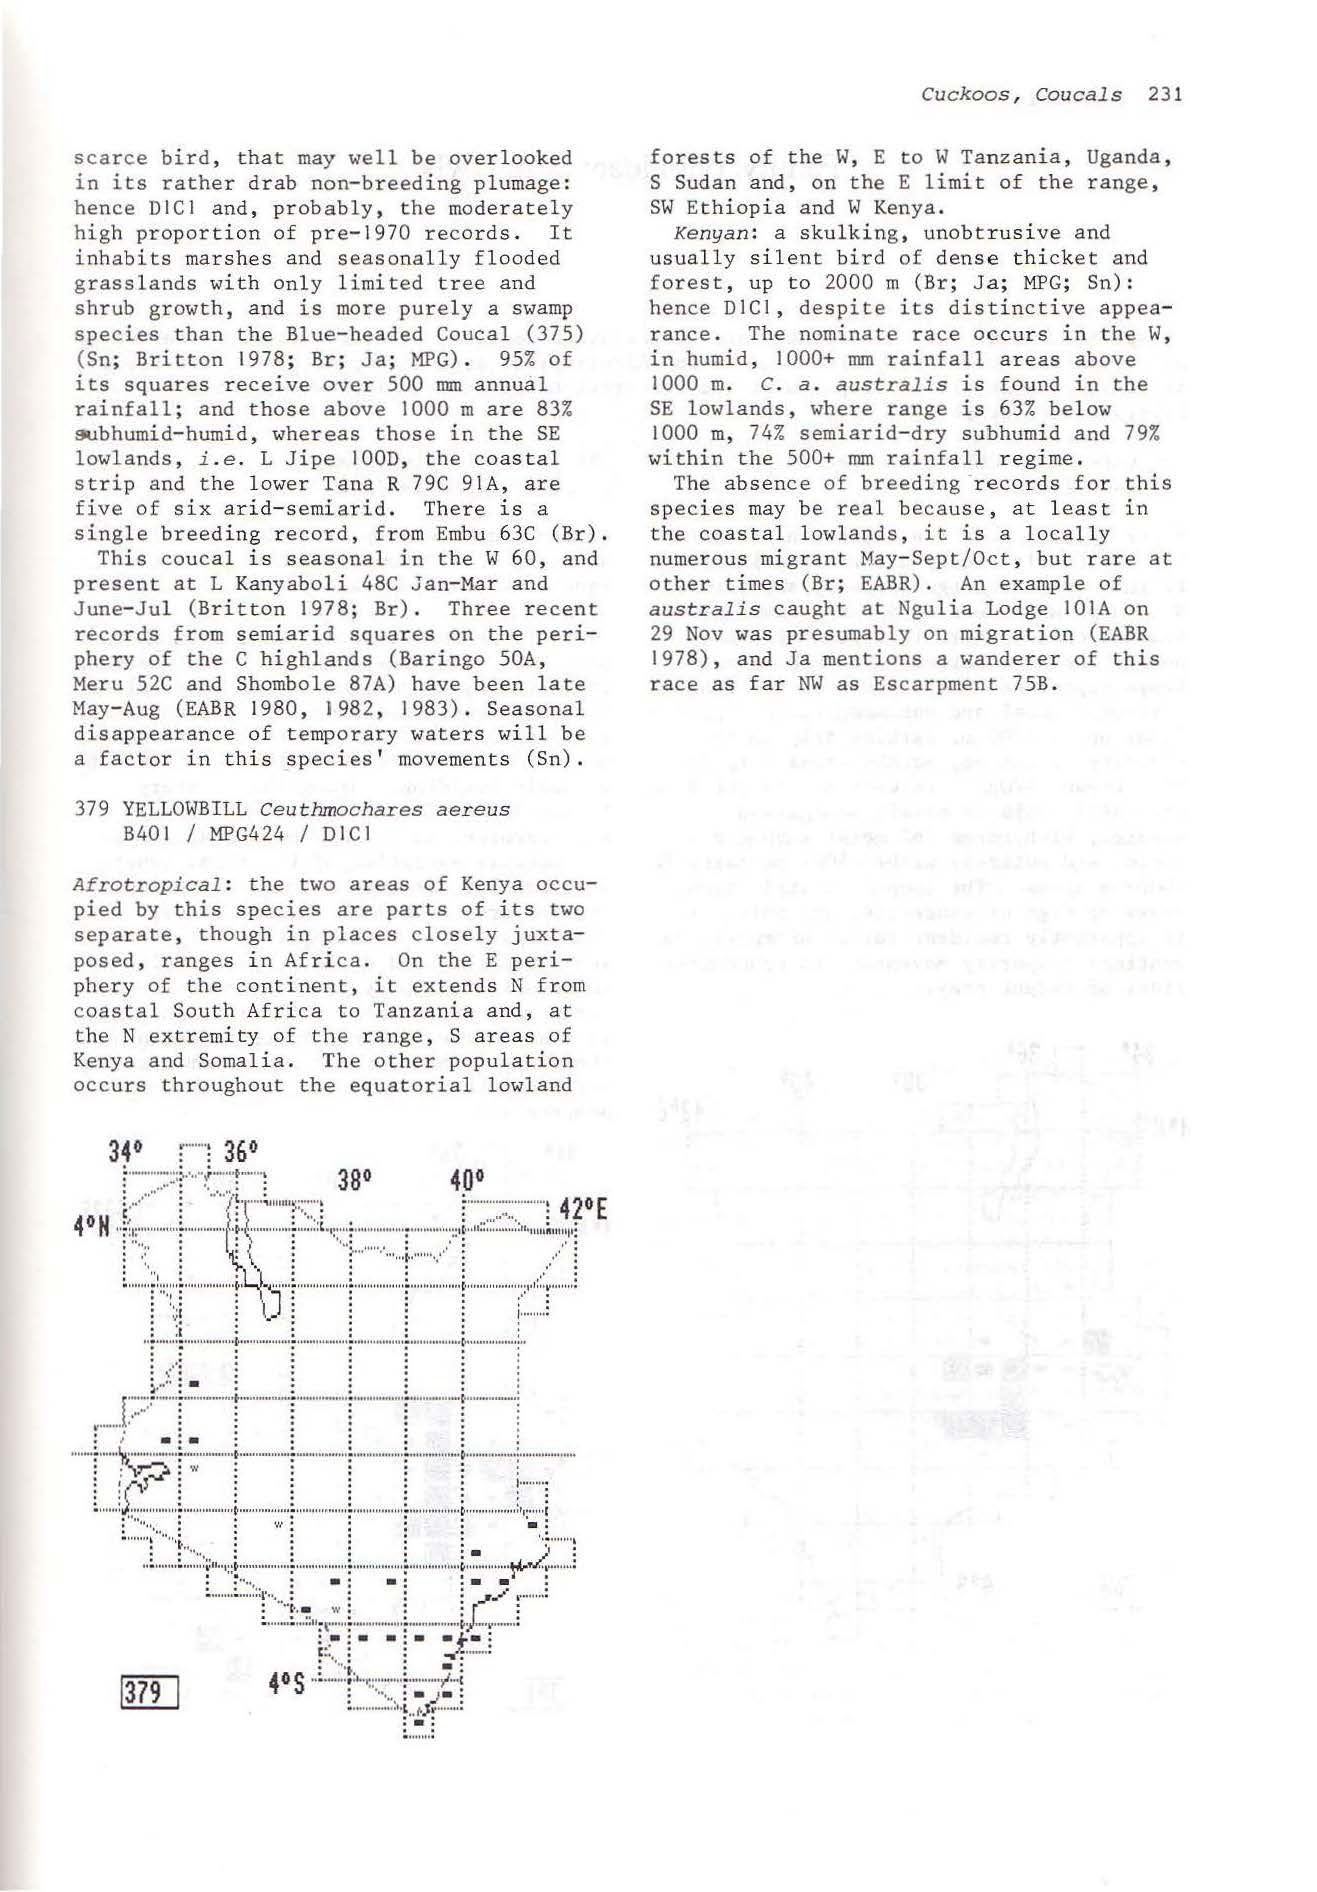 Cuckoos, Coucals 231
scarce bird, that may well be overlooked
in its rather drab non-breeding plumage:
hence D1C1 and, probably, the moderately
high proportion of pre-1970 records. It
inhabits marshes and seasonally flooded
grasslands with only limited tree and
shrub growth, and is more purely a swamp
species than the Blue-headed Coucal (375)
(Sn; Britton 1978; Br; Ja; MPG). 95% of
its squares receive over 500 mm annual
rainfall; and those above 1000 m are 83%
subhumid-humid, whereas those in the SE
lowlands, i.e. L Jipe 100D, the coastal
strip and the lower Tana R 79C 91A, are
five of six arid-semiarid. There is a
single breeding record, from Embu 63C (Br).
This coucal is seasonal in the W 60, and
present at L Kanyaboli 48C Jan-Mar and
June-Jul (Britton 1978; Br). Three recent
records from semiarid squares on the peri-
phery of the C highlands (Baringo 50A,
Meru 52C and Shombole 87A) have been late
May-Aug (EABR 1980, 1982, 1983). Seasonal
disappearance of temporary waters will be
a factor in this species' movements (Sn).
379 YELLOWBILL Ceuthmochares aereus
B401 / MPG424 / D1C1
Afrotropical: the two areas of Kenya occu-
pied by this species are parts of its two
separate, though in places closely juxta-
posed, ranges in Africa. On the E peri-
phery of the continent, it extends N from
coastal South Africa to Tanzania and, at
the N extremity of the range, S areas of
Kenya and Somalia. The other population
occurs throughout the equatorial lowland
forests of the W, E to W Tanzania, Uganda,
S Sudan and, on the E limit of the range,
SW Ethiopia and W Kenya.
Kenyan: a skulking, unobtrusive and
usually silent bird of dense thicket and
forest, up to 2000 m (Br; Ja; MPG; Sn):
hence D1C1, despite its distinctive appea-
rance. The nominate race occurs in the W,
in humid, 1000+ mm rainfall areas above
1000 m. C. a. australis is found in the
SE lowlands, where range is 63% below
1000 m, 74% semiarid-dry subhumid and 79%
within the 500+ mm rainfall regime.
The absence of breeding records for this
species may be real because, at least in
the coastal lowlands, it is a locally
numerous migrant May-Sept/Oct, but rare at
other times (Br; EABR). An example of
australis caught at Ngulia Lodge 101A on
29 Nov was presumably on migration (EABR
1978), and Ja mentions a wanderer of this
race as far NW as Escarpment 75B.
34° 36°
38° 40°
42°E
4°N
W
W
W
4°S
379